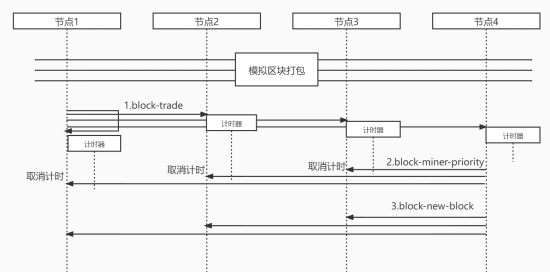 节点1 节点2 节点3 节点4
模拟区块打包
1.block-trade
计时器
计时器
计时器
计时器
2.block-miner-priority
取消计时
取消计时
取消计时
3.block-new-block